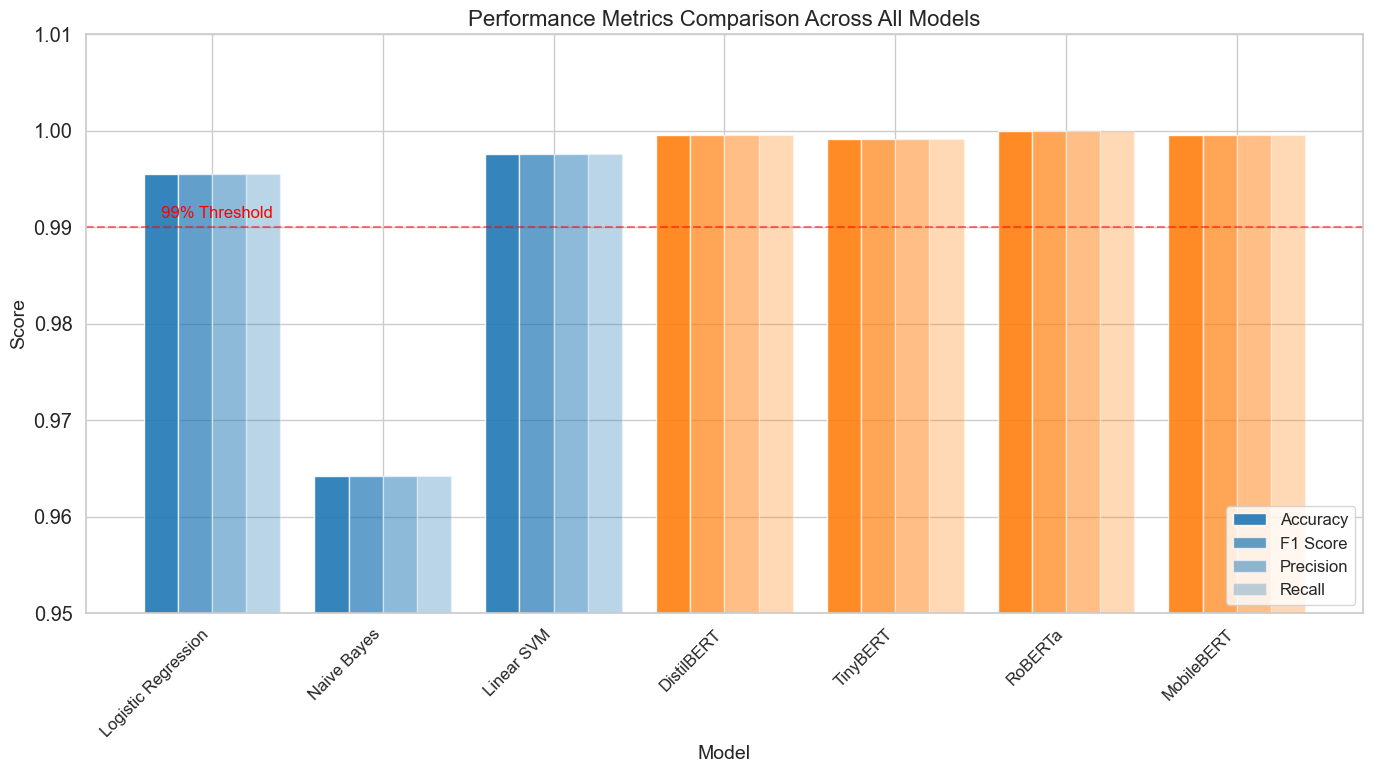 Performance Metrics Comparison Across All Models
1.01
1.00
0.99
0.98
0.97
0.96
0.95
Score
99% Threshold
Accuracy
F1 Score
Precision
Recall
Logistic Regression
Naive Bayes
Linear SVM
DistilBERT
TinyBERT
RoBERTa
MobileBERT
Model